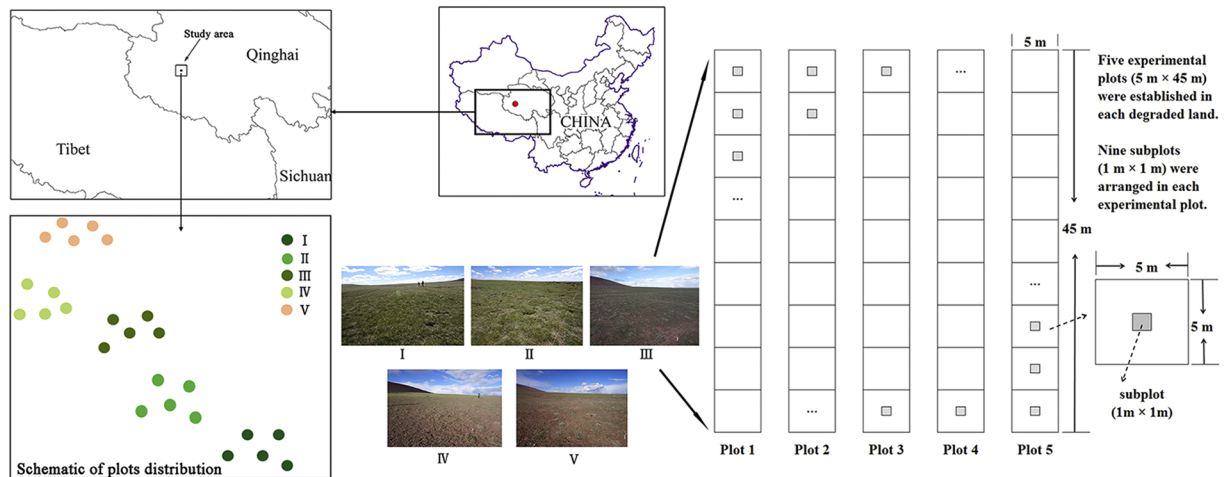 Study area
Qinghai
Tibet
Sichuan
CHINA
I
II
III
IV
V
Schematic of plots distribution
I
II
III
IV
V
5 m
...
...
...
...
Plot 1
Plot 2
Plot 3
Plot 4
Plot 5
45 m
Five experimental
plots (5 m × 45 m)
were established in
each degraded land.
Nine subplots
(1 m × 1 m) were
arranged in each
experimental plot.
5 m
5 m
subplot
(1m × 1m)